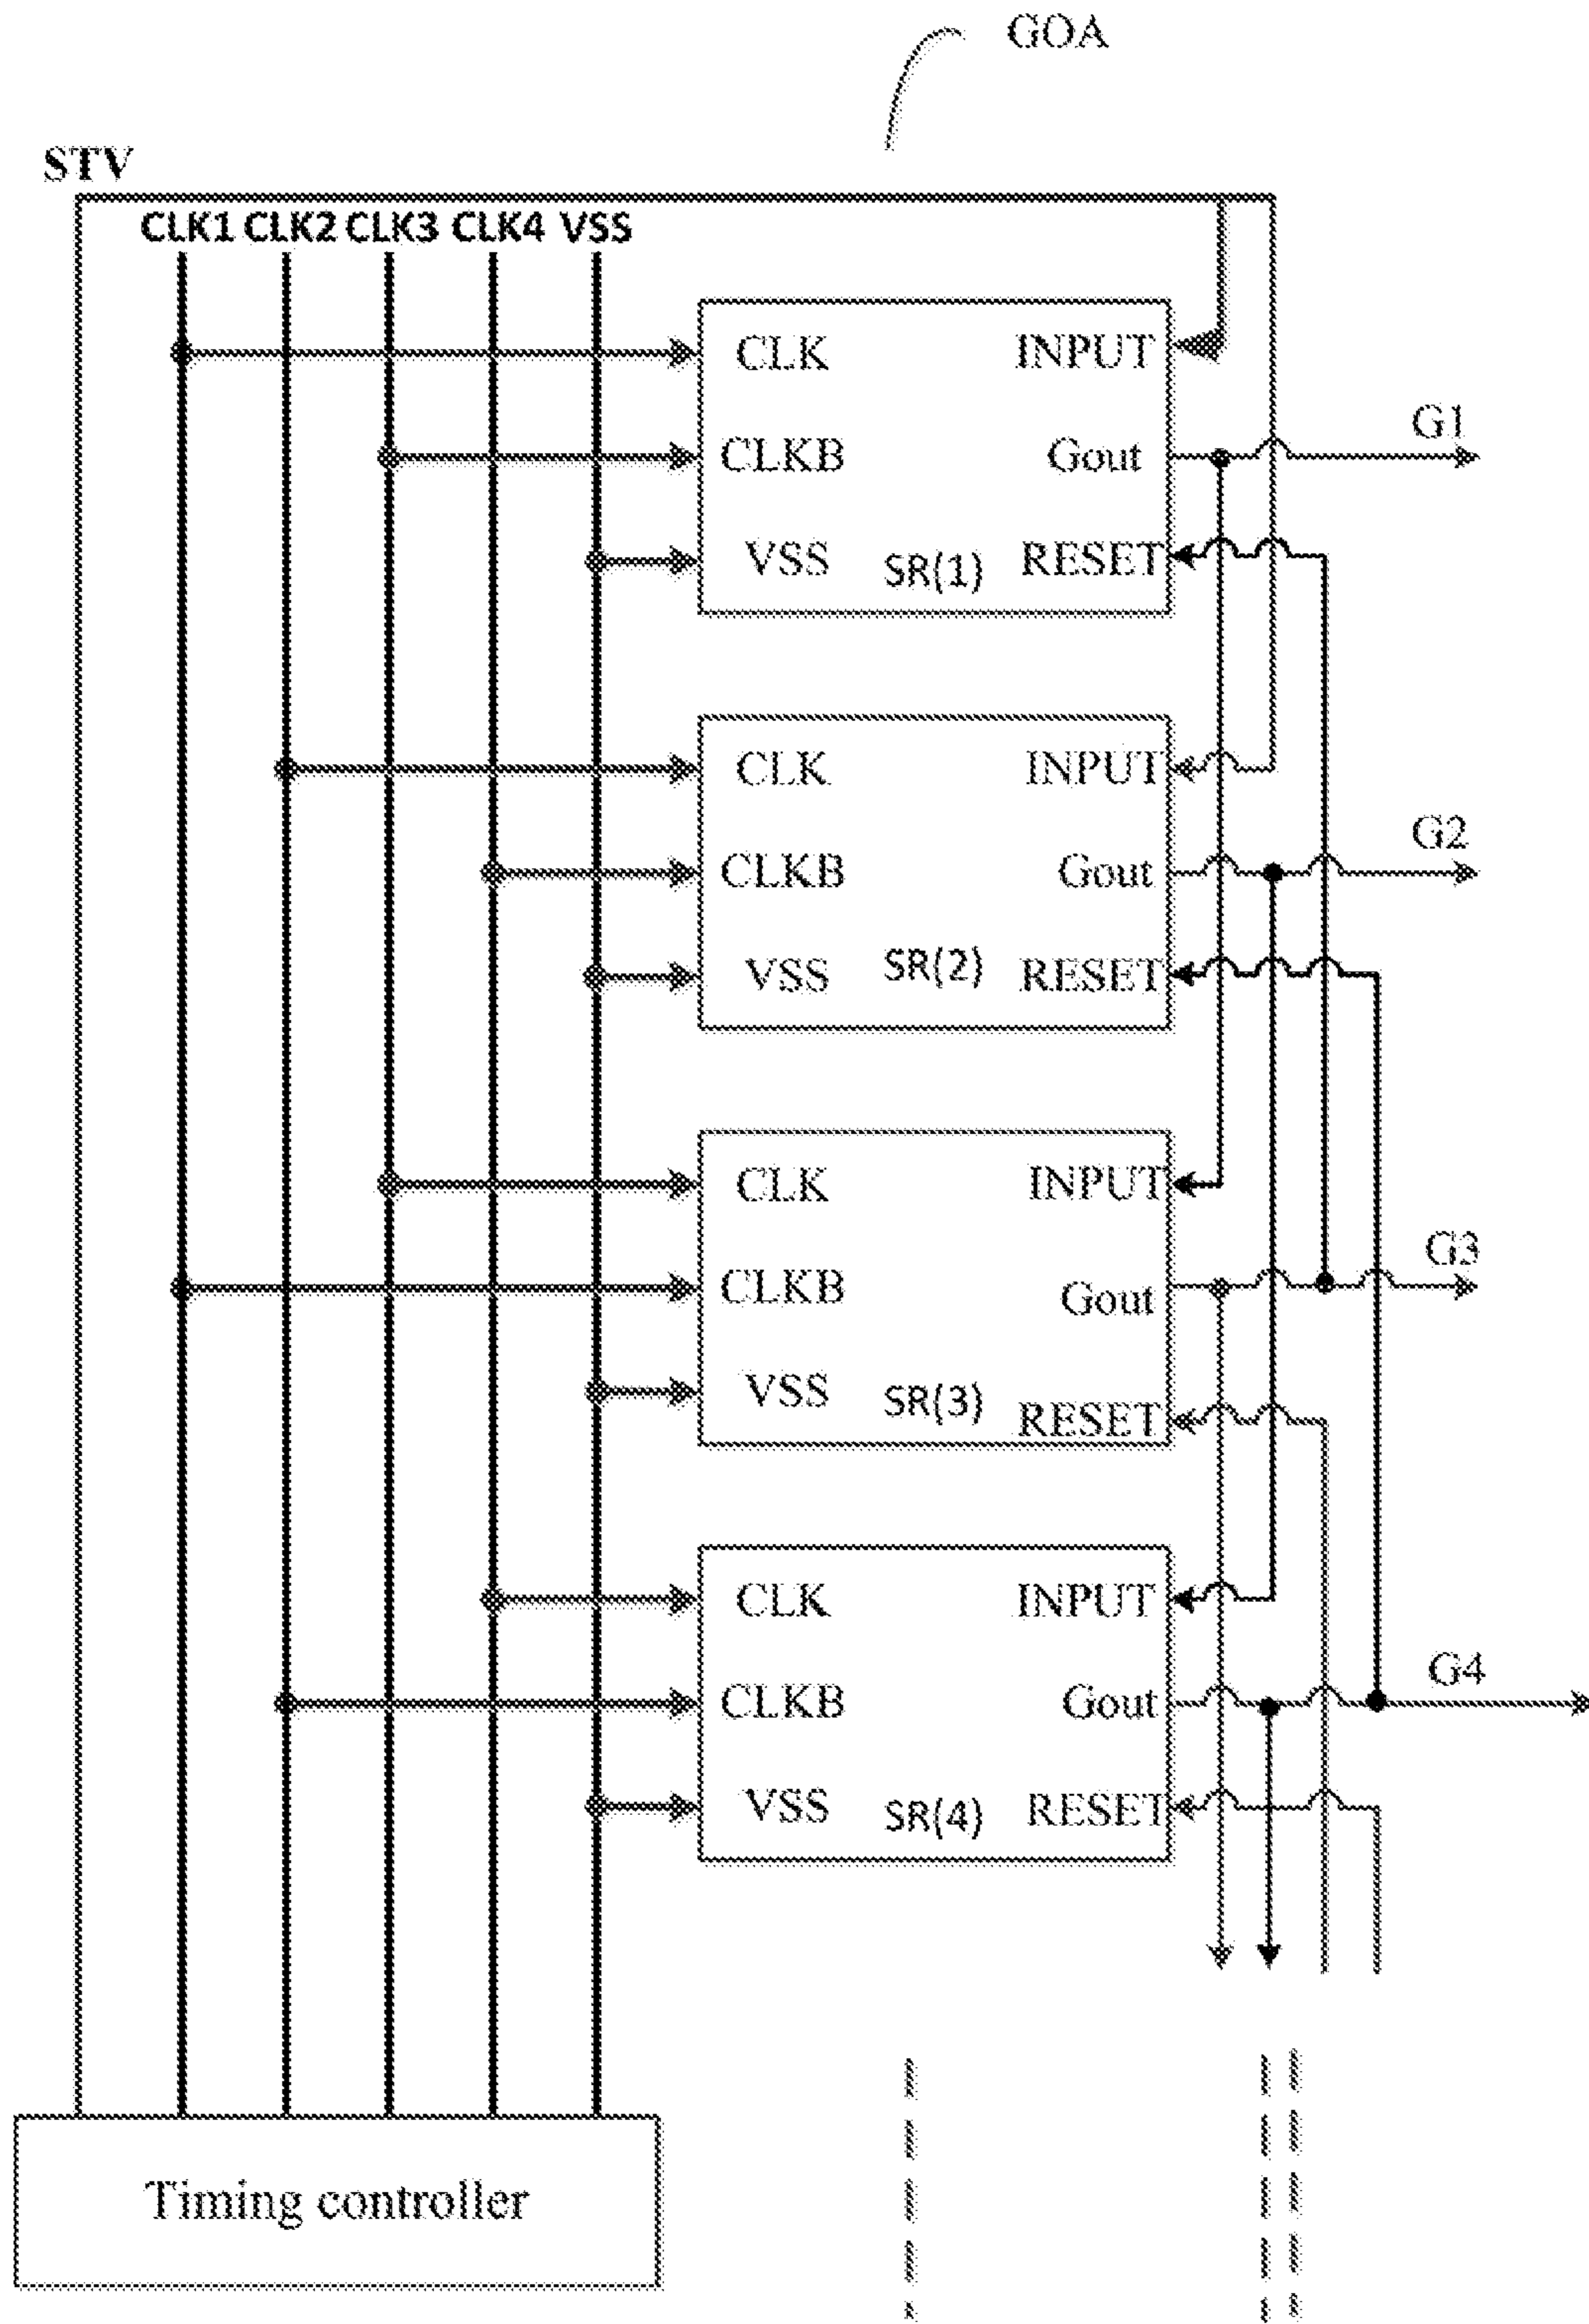 GOA
STV
CLK1 CLK2 CLK3 CLK4 VSS
CLK INPUT
G1
CLKB Gout
VSS SR(1) RESET
CLK INPUT
G2
CLKB Gout
VSS SR(2) RESET
CLK INPUT
G3
CLKB Gout
VSS SR(3) RESET
CLK INPUT
G4
CLKB Gout
VSS SR(4) RESET
Timing controller